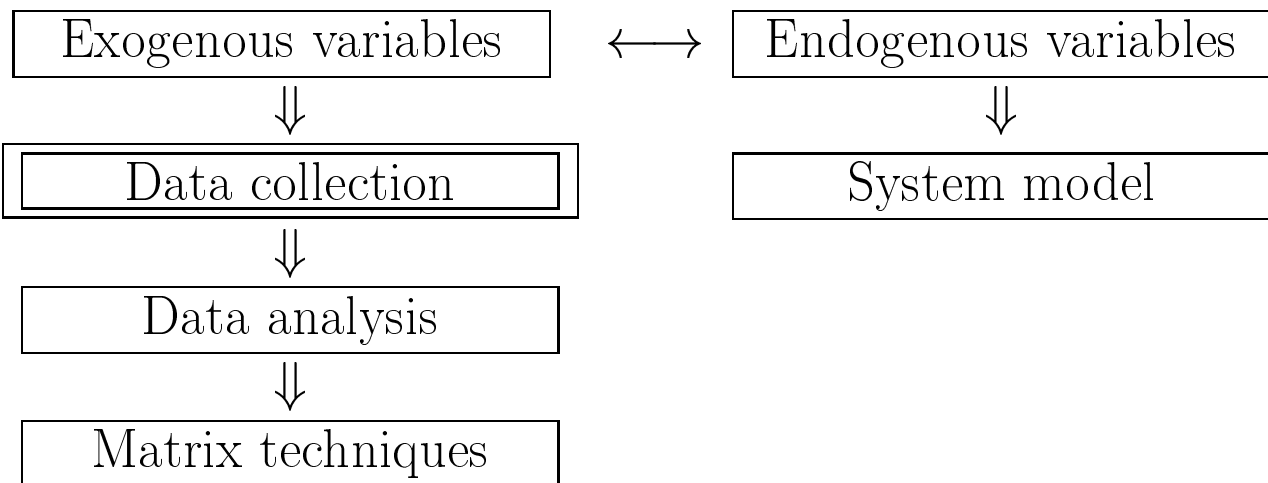 Exogenous variables ⟷ Endogenous variables
⇓ ⇓
Data collection System model
⇓
Data analysis
⇓
Matrix techniques